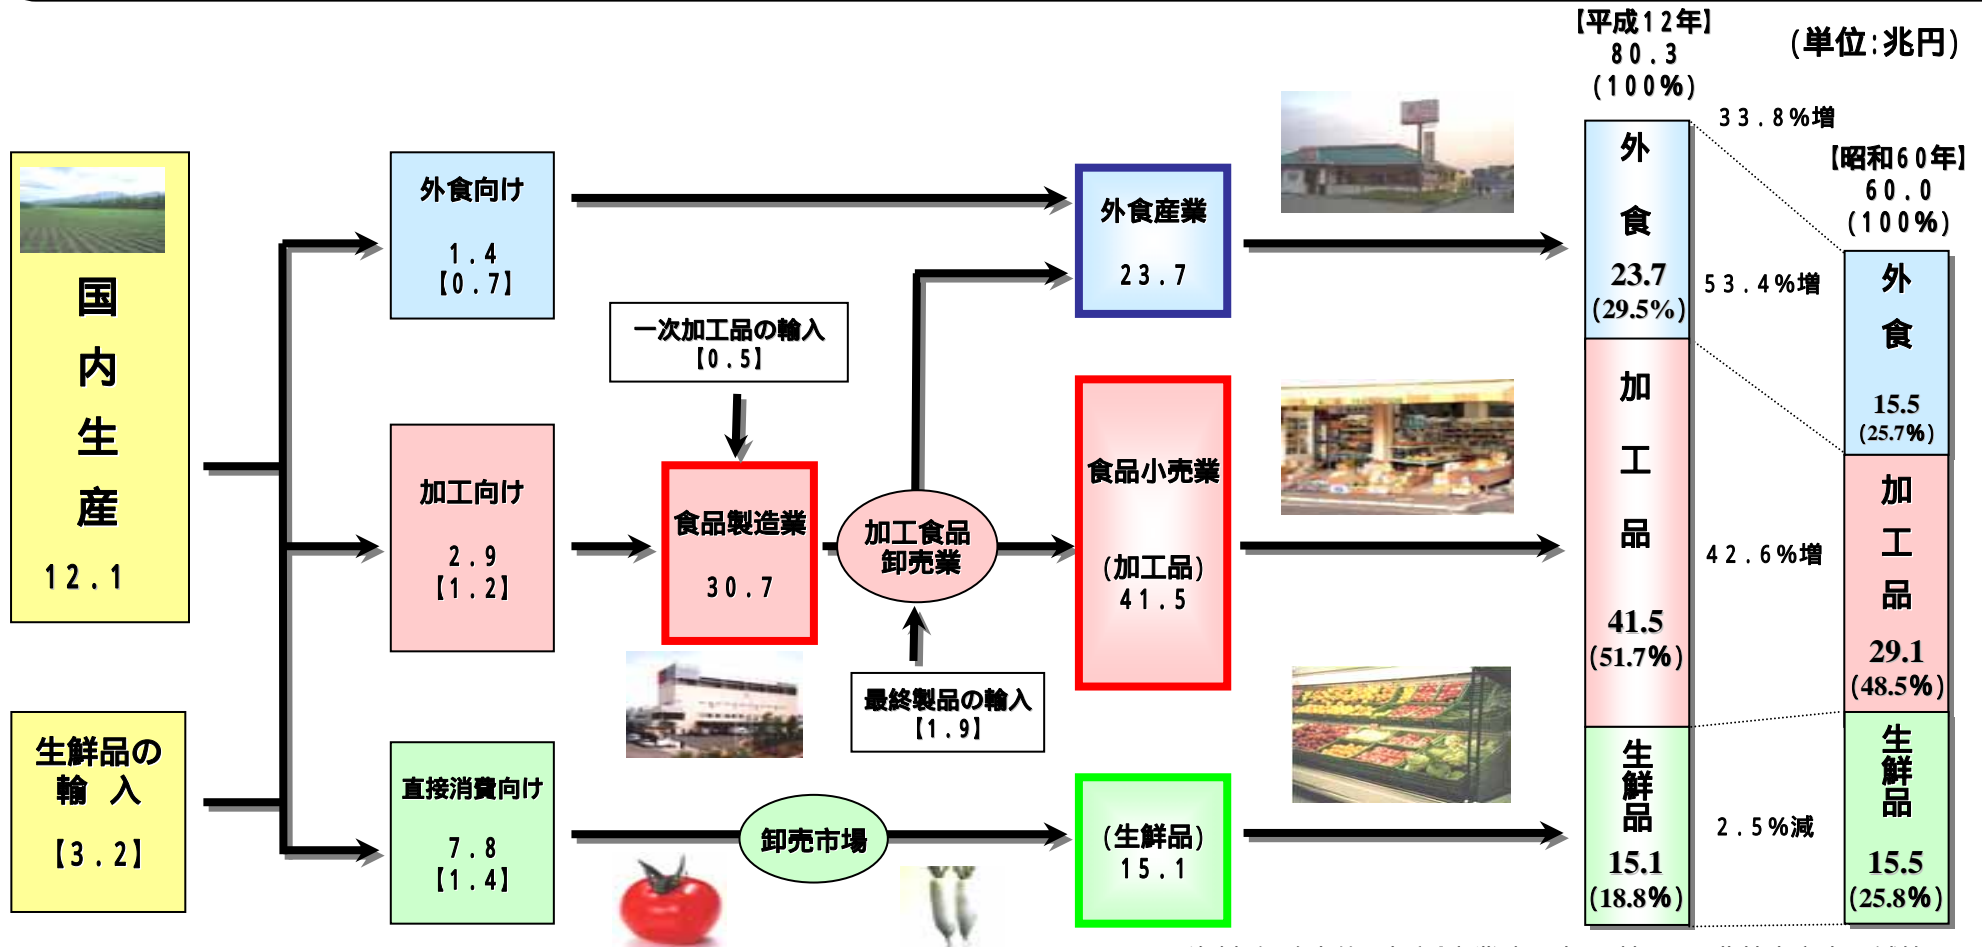 【平成12年】
80.3
(100%)
(単位:兆円)
33.8%増
【昭和60年】
60.0
(100%)
国内生産
12.1
生鮮品の
輸 入
【3.2】
外食向け
1.4
【0.7】
加工向け
2.9
【1.2】
直接消費向け
7.8
【1.4】
一次加工品の輸入
【0.5】
食品製造業
30.7
加工食品
卸売業
最終製品の輸入
【1.9】
卸売市場
外食産業
23.7
食品小売業
(加工品)
41.5
(生鮮品)
15.1
外食
23.7
(29.5%)
加工品
41.5
(51.7%)
生鮮品
15.1
(18.8%)
53.4%増
42.6%増
2.5%減
外食
15.5
(25.7%)
加工品
29.1
(48.5%)
生鮮品
15.5
(25.8%)